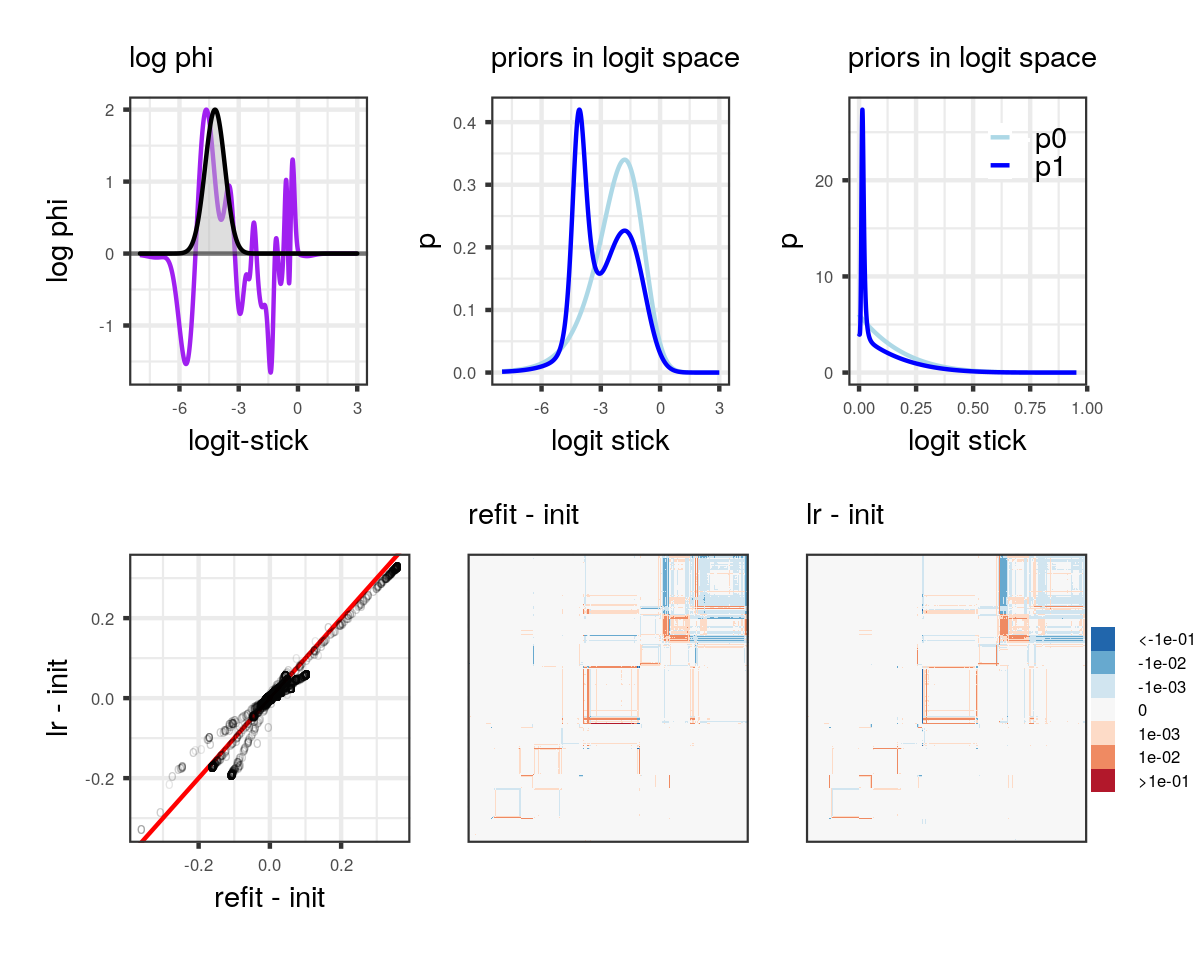 log phi
priors in logit space
priors in logit space
log phi
2
1
0
-1
-6
-3
0
3
logit-stick
p
0.4
0.3
0.2
0.1
0.0
-6
-3
0
3
logit stick
p
20
10
0
p0
p1
0.00
0.25
0.50
0.75
1.00
logit stick
refit - init
lr - init
lr - init
0.2
0.0
-0.2
-0.2
0.0
0.2
refit - init
<-1e-01
-1e-02
-1e-03
0
1e-03
1e-02
>1e-01